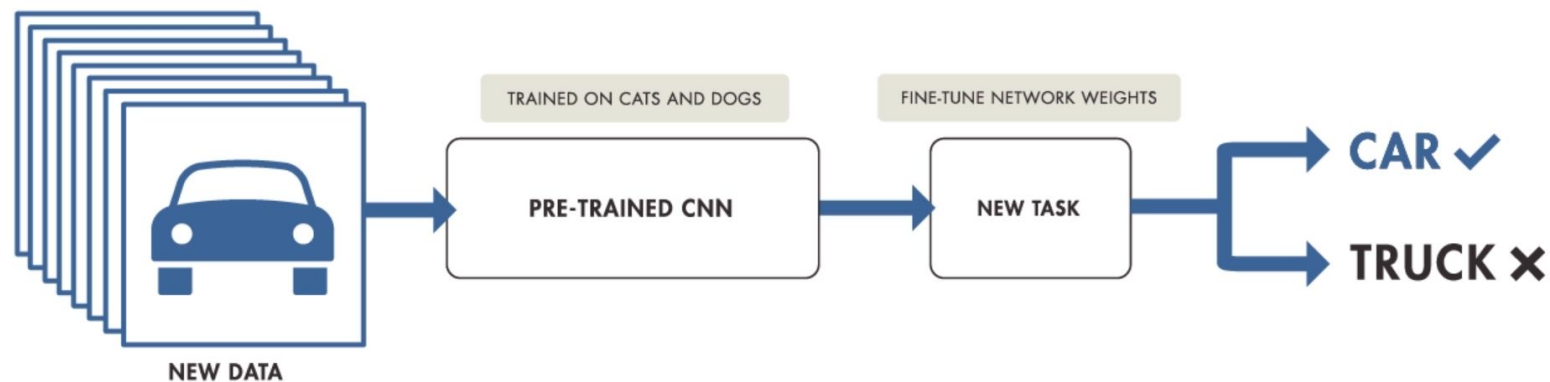 TRAINED ON CATS AND DOGS
FINE-TUNE NETWORK WEIGHTS
CAR
PRE-TRAINED CNN
NEW TASK
TRUCK
NEW DATA